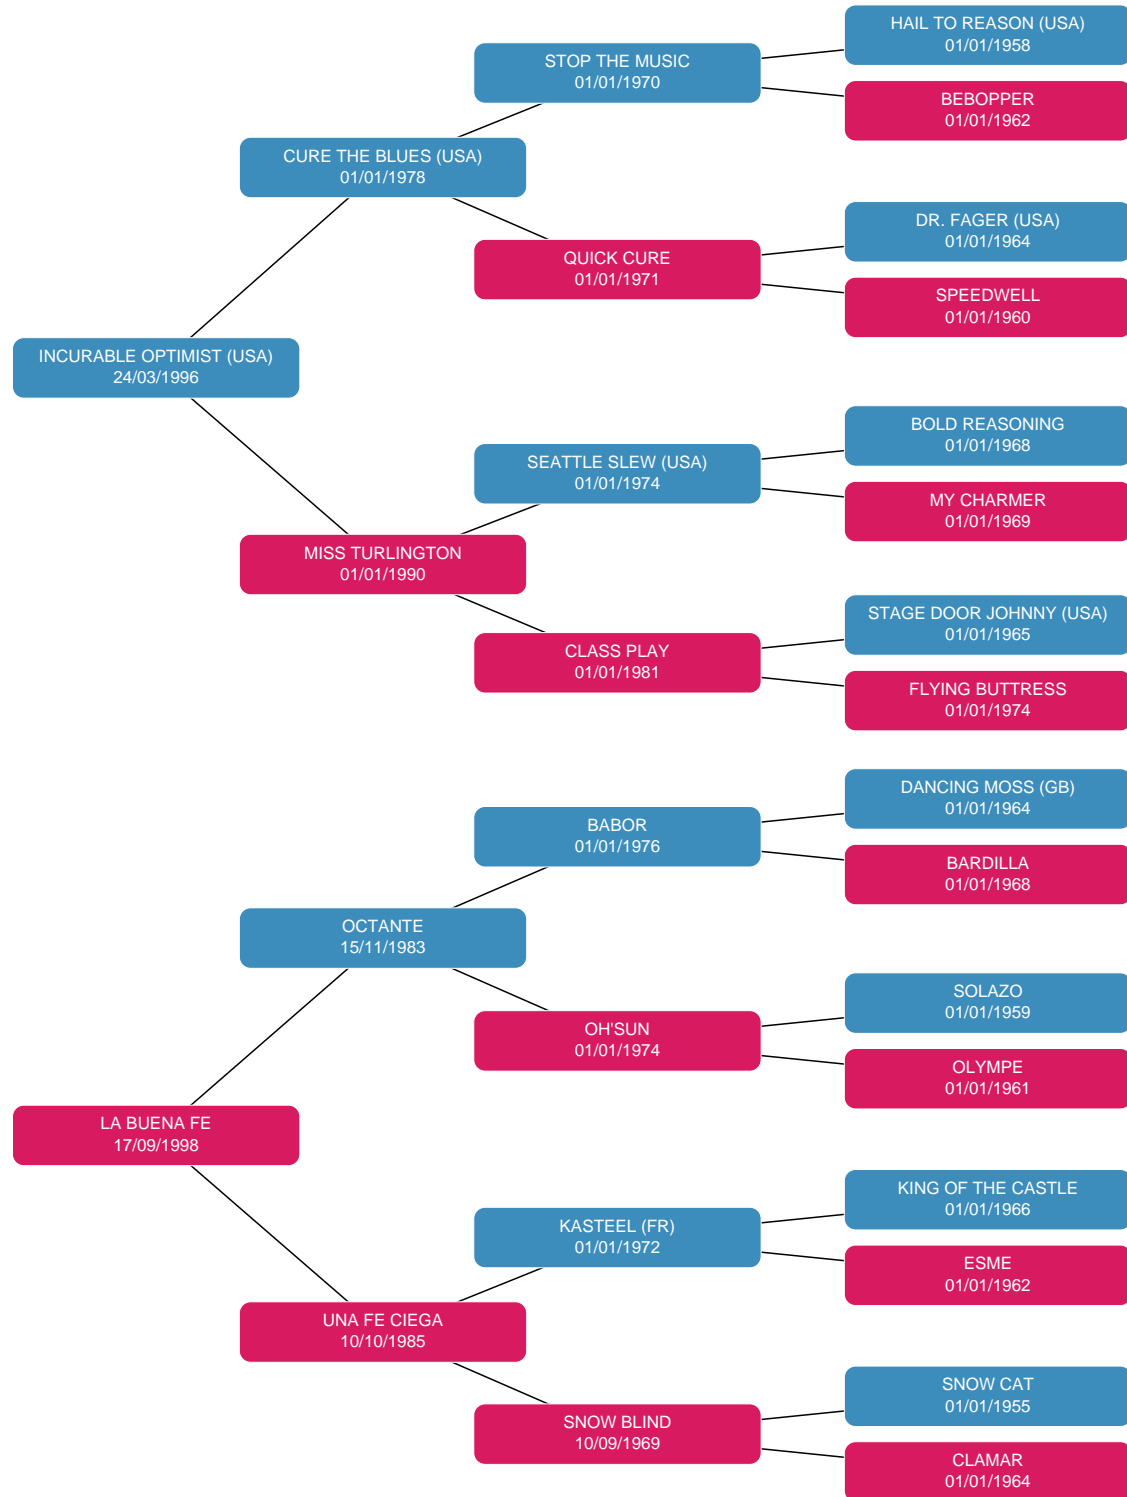 HAIL TO REASON (USA)
01/01/1958
STOP THE MUSIC
01/01/1970
BEBOPPER
01/01/1962
CURE THE BLUES (USA)
01/01/1978
DR. FAGER (USA)
01/01/1964
QUICK CURE
01/01/1971
SPEEDWELL
01/01/1960
INCURABLE OPTIMIST (USA)
24/03/1996
BOLD REASONING
01/01/1968
SEATTLE SLEW (USA)
01/01/1974
MY CHARMER
01/01/1969
MISS TURLINGTON
01/01/1990
STAGE DOOR JOHNNY (USA)
01/01/1965
CLASS PLAY
01/01/1981
FLYING BUTTRESS
01/01/1974
DANCING MOSS (GB)
01/01/1964
BABOR
01/01/1976
BARDILLA
01/01/1968
OCTANTE
15/11/1983
SOLAZO
01/01/1959
OH'SUN
01/01/1974
OLYMPE
01/01/1961
LA BUENA FE
17/09/1998
KING OF THE CASTLE
01/01/1966
KASTEEL (FR)
01/01/1972
ESME
01/01/1962
UNA FE CIEGA
10/10/1985
SNOW CAT
01/01/1955
SNOW BLIND
10/09/1969
CLAMAR
01/01/1964